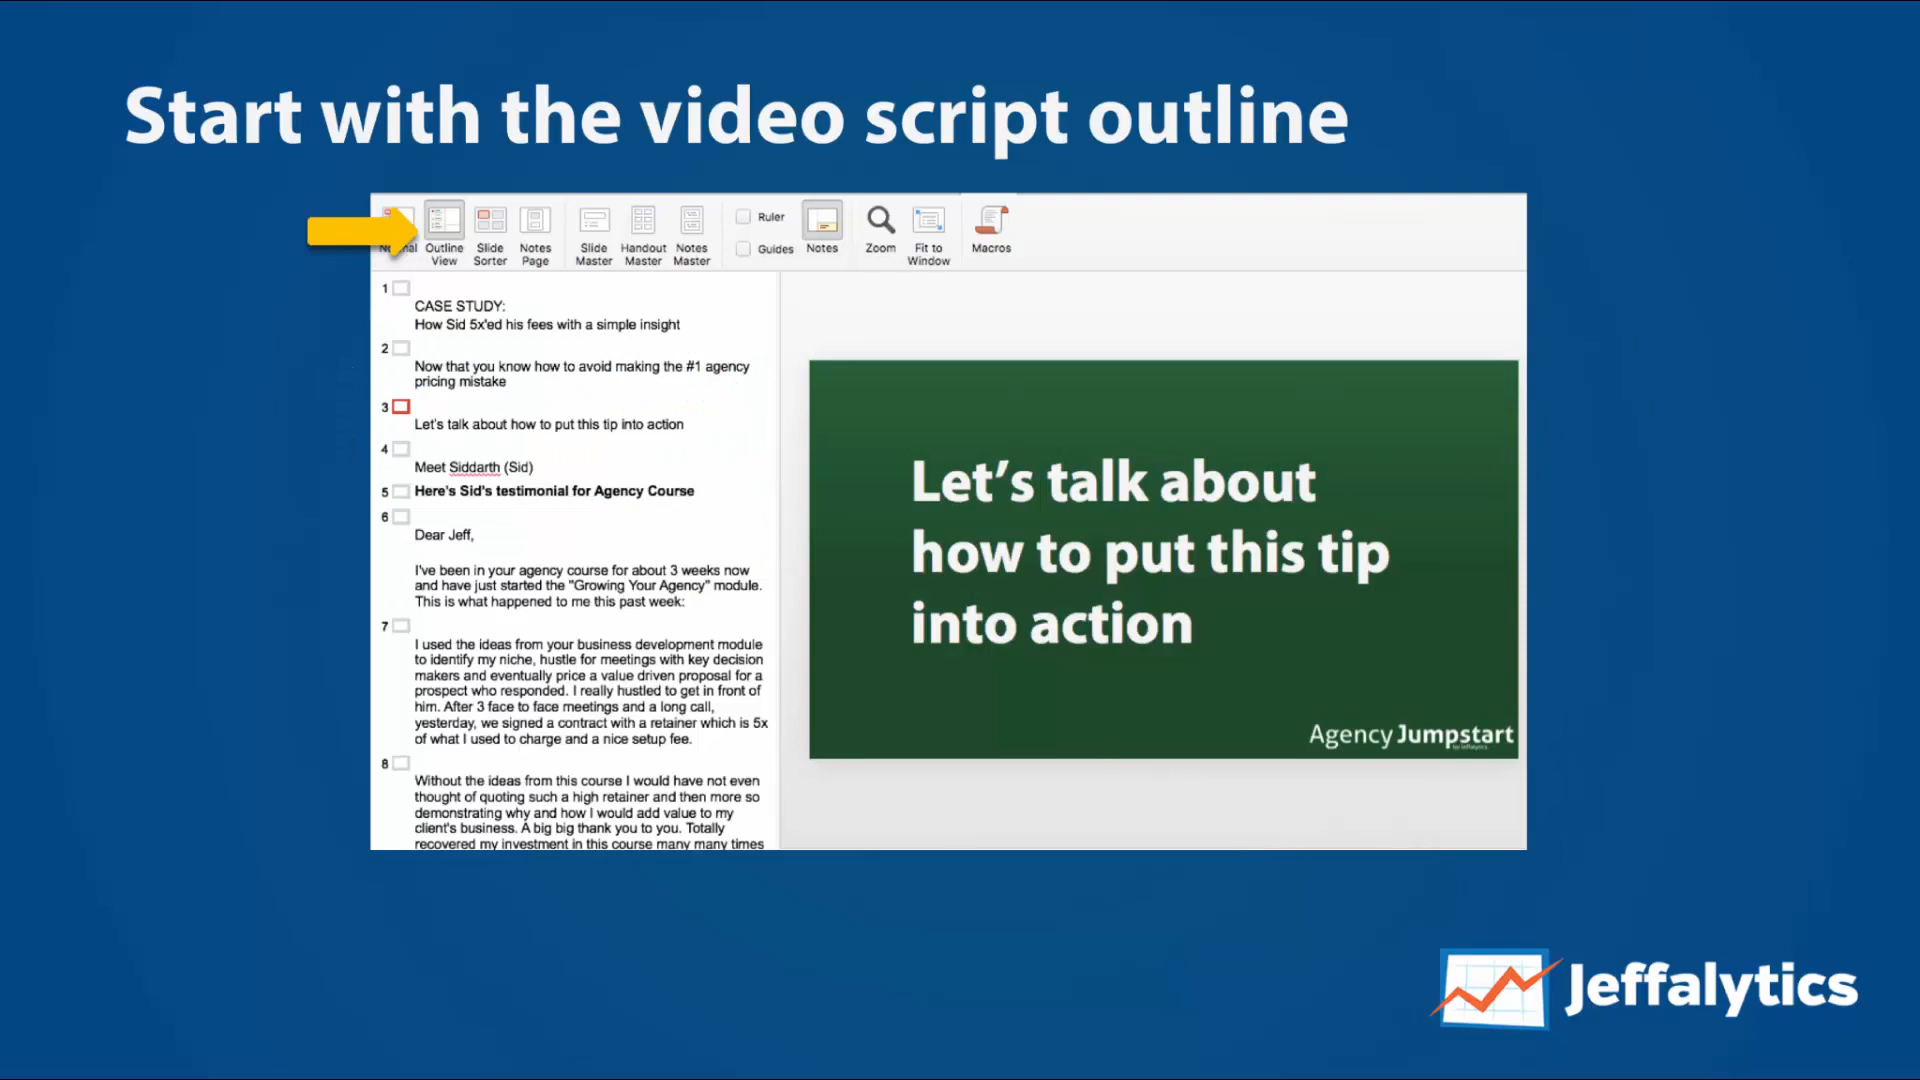 Start with the video script outline
Normal
Outline View
Slide Sorter
Notes Page
Slide Master
Handout Master
Notes Master
Ruler
Guides
Notes
Zoom
Fit to Window
Macros
1
CASE STUDY:
How Sid 5x'ed his fees with a simple insight
2
Now that you know how to avoid making the #1 agency
pricing mistake
3
Let's talk about how to put this tip into action
4
Meet Siddarth (Sid)
5 Here's Sid's testimonial for Agency Course
6
Dear Jeff,
I've been in your agency course for about 3 weeks now
and have just started the "Growing Your Agency" module.
This is what happened to me this past week:
7
I used the ideas from your business development module
to identify my niche, hustle for meetings with key decision
makers and eventually price a value driven proposal for a
prospect who responded. I really hustled to get in front of
him. After 3 face to face meetings and a long call,
yesterday, we signed a contract with a retainer which is 5x
of what I used to charge and a nice setup fee.
8
Without the ideas from this course I would have not even
thought of quoting such a high retainer and then more so
demonstrating why and how I would add value to my
client's business. A big big thank you to you. Totally
recovered my investment in this course many many times
Let's talk about
how to put this tip
into action
Agency Jumpstart
by Jeffalytics
Jeffalytics